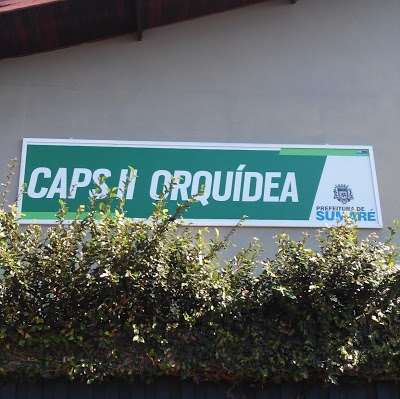 CAPS II ORQUÍDEA
PREFEITURA DE
SUMARÉ